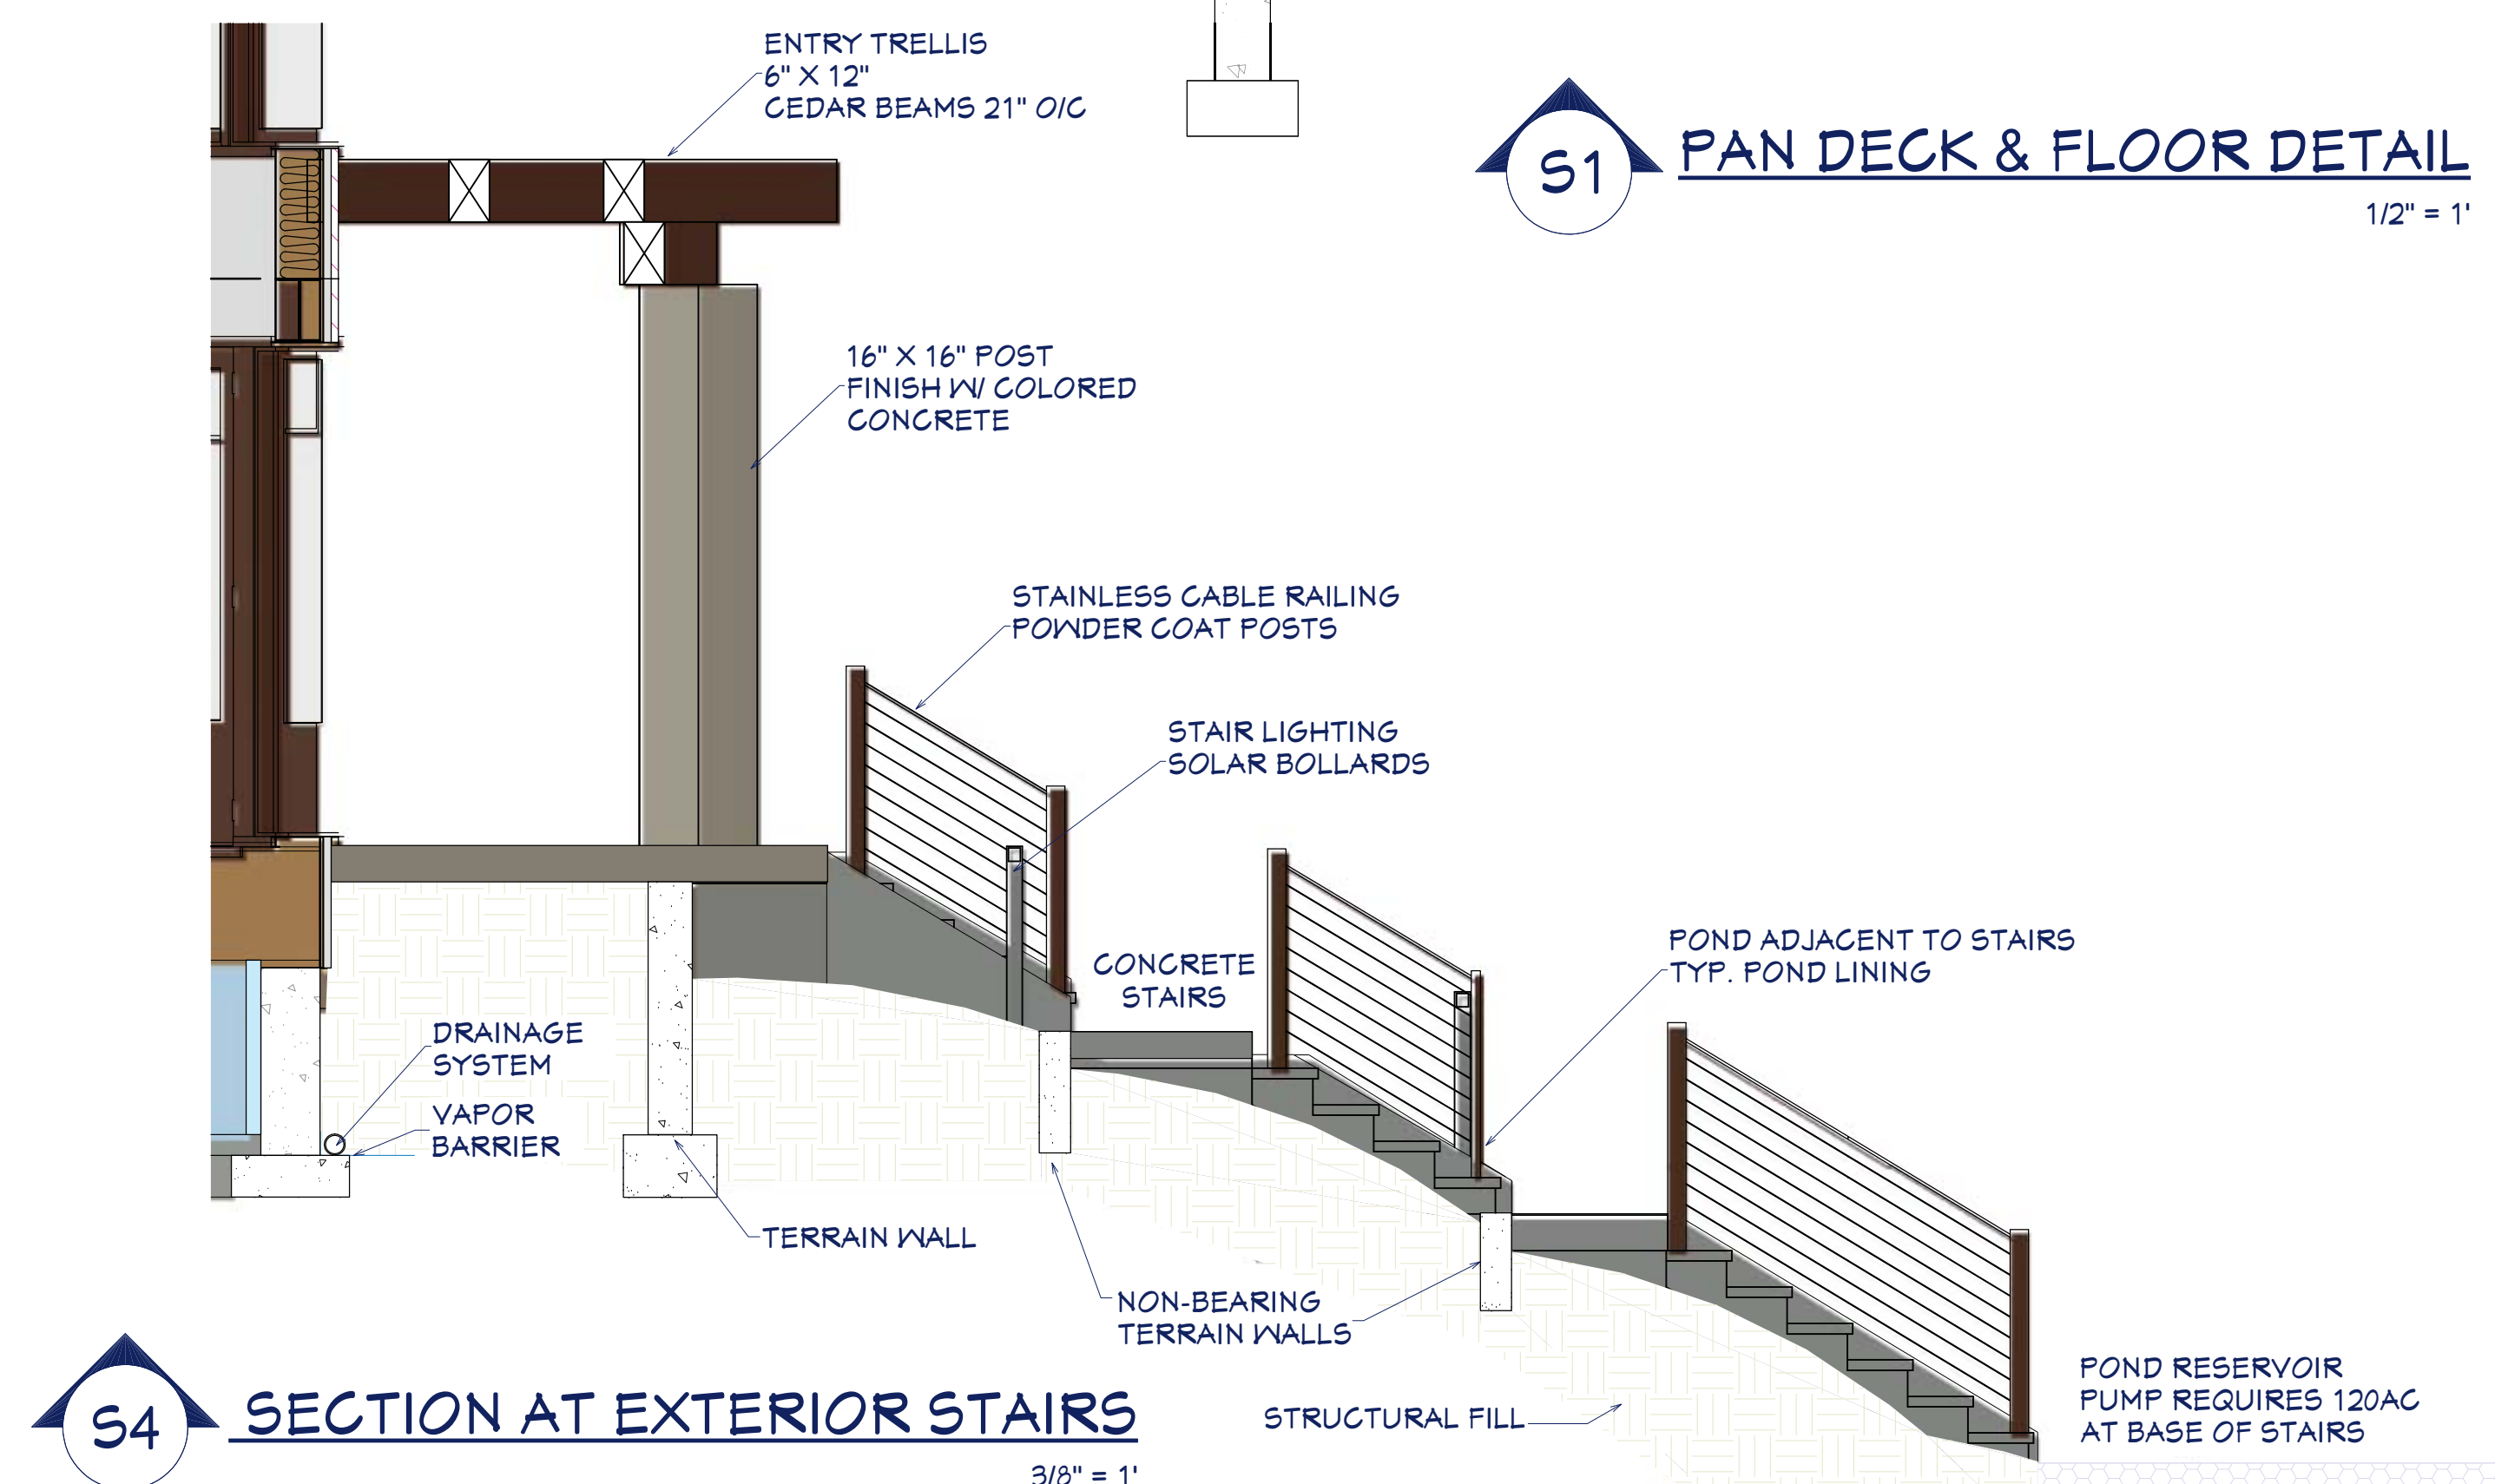 ENTRY TRELLIS
6" X 12"
CEDAR BEAMS 21" O/C
S1
PAN DECK & FLOOR DETAIL
1/2" = 1'
16" X 16" POST
FINISH W/ COLORED
CONCRETE
STAINLESS CABLE RAILING
POWDER COAT POSTS
STAIR LIGHTING
SOLAR BOLLARDS
POND ADJACENT TO STAIRS
TYP. POND LINING
CONCRETE
STAIRS
DRAINAGE
SYSTEM
VAPOR
BARRIER
TERRAIN WALL
NON-BEARING
TERRAIN WALLS
STRUCTURAL FILL
POND RESERVOIR
PUMP REQUIRES 120AC
AT BASE OF STAIRS
S4
SECTION AT EXTERIOR STAIRS
3/8" = 1'